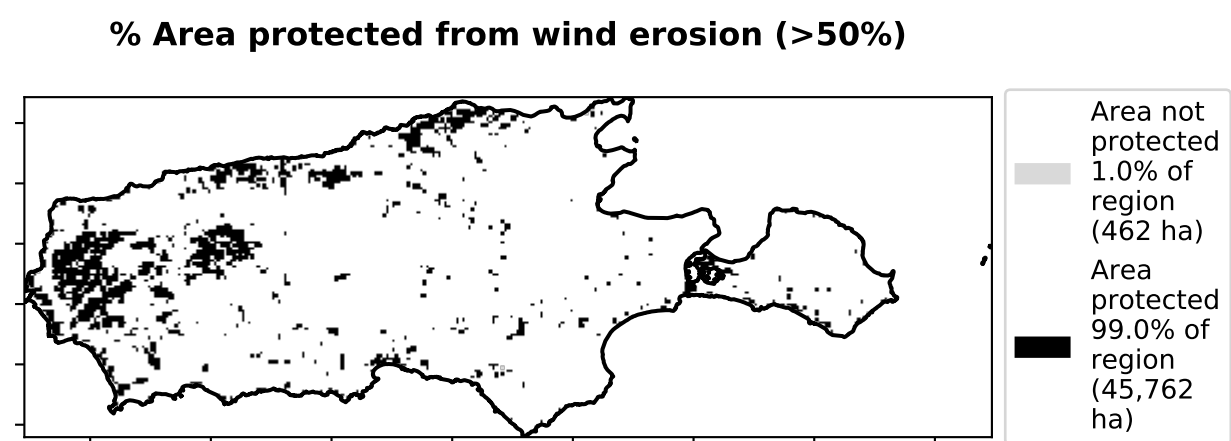 % Area protected from wind erosion (>50%)
Area not
protected
1.0% of
region
(462 ha)
Area
protected
99.0% of
region
(45,762
ha)